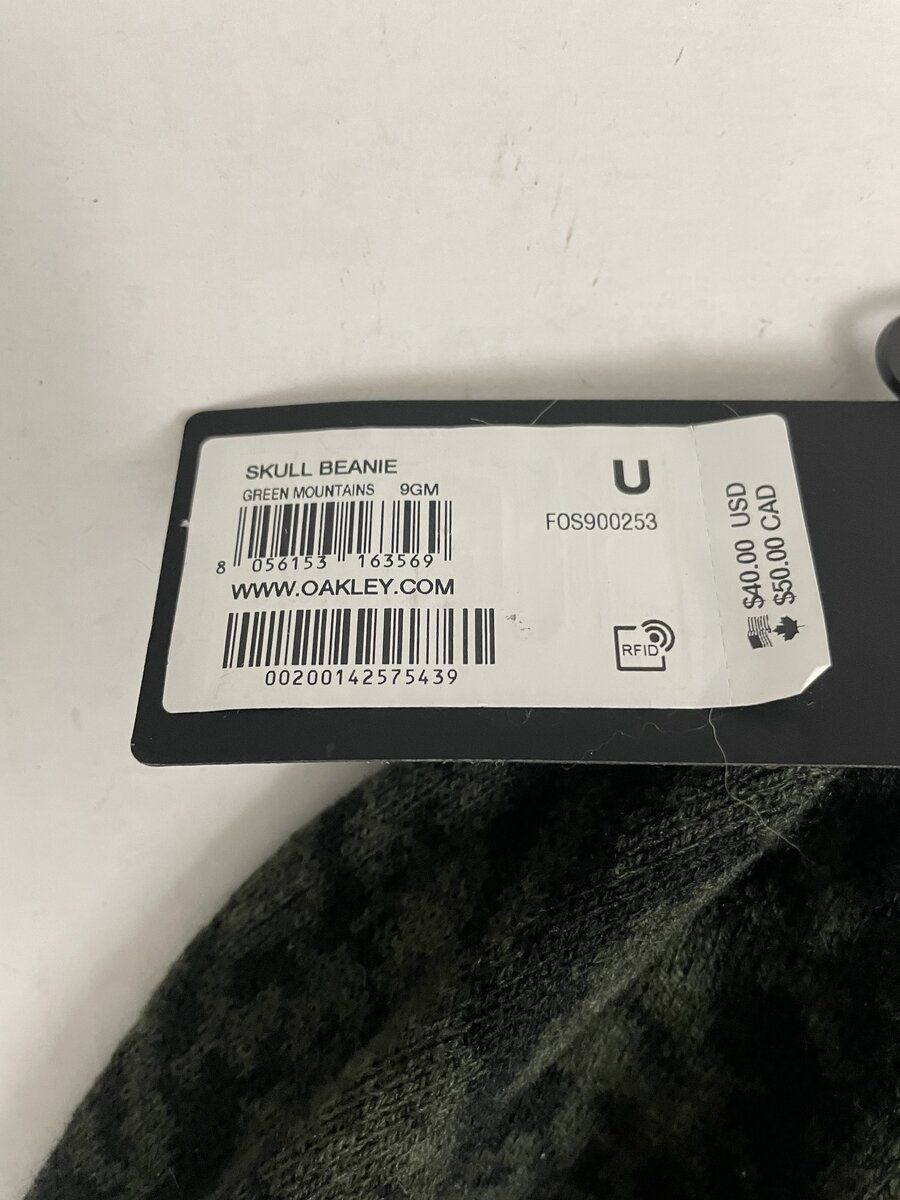 SKULL BEANIE
GREEN MOUNTAINS 9GM
8 056153 163569
WWW.OAKLEY.COM
00200142575439
U
FOS900253
RFID
$40.00 USD
$50.00 CAD